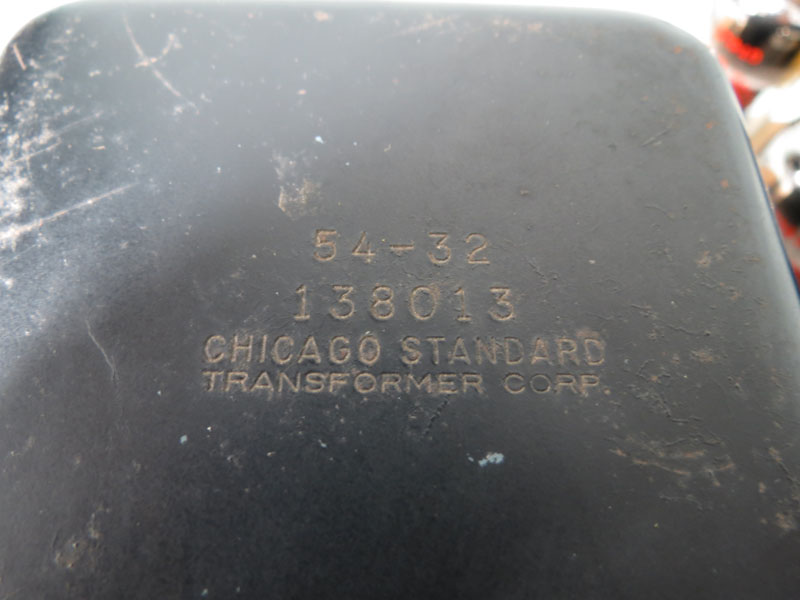 54-32
138013
CHICAGO STANDARD
TRANSFORMER CORP.